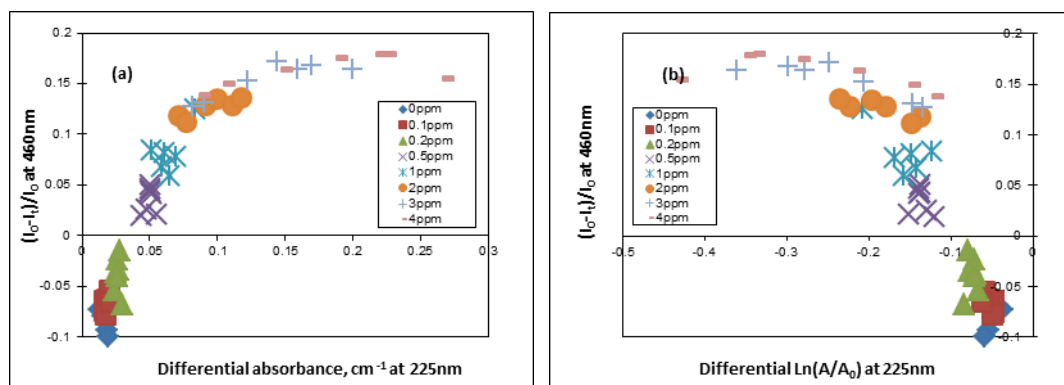 0.2
0.15
0.1
0.05
0
-0.05
-0.1
0 0.05 0.1 0.15 0.2 0.25 0.3
(a)
(I₀-Iₜ)/I₀ at 460nm
0ppm
0.1ppm
0.2ppm
0.5ppm
1ppm
2ppm
3ppm
4ppm
Differential absorbance, cm⁻¹ at 225nm
0.2
0.15
0.1
0.05
0
-0.05
-0.1
-0.5 -0.4 -0.3 -0.2 -0.1 0
(b)
(I₀-Iₜ)/I₀ at 460nm
0ppm
0.1ppm
0.2ppm
0.5ppm
1ppm
2ppm
3ppm
4ppm
Differential Ln(A/A₀) at 225nm